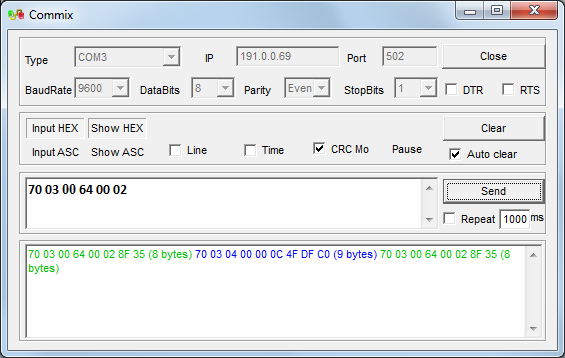 Commix
Type COM3 IP 191.0.0.69 Port 502 Close
BaudRate 9600 DataBits 8 Parity Even StopBits 1 DTR RTS
Input HEX Show HEX Clear
Input ASC Show ASC Line Time CRC Mo Pause Auto clear
70 03 00 64 00 02 Send
Repeat 1000 ms
70 03 00 64 00 02 8F 35 (8 bytes) 70 03 04 00 00 0C 4F DF C0 (9 bytes) 70 03 00 64 00 02 8F 35 (8
bytes)